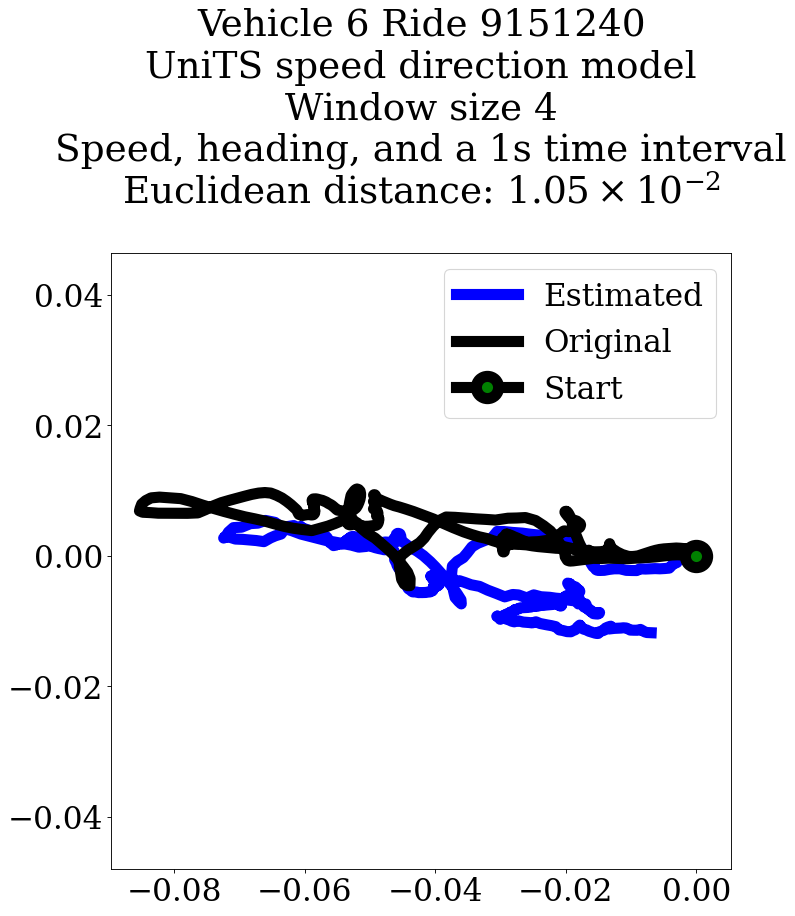 Vehicle 6 Ride 9151240
UniTS speed direction model
Window size 4
Speed, heading, and a 1s time interval
Euclidean distance: 1.05 × 10⁻²
Estimated
Original
Start
0.04
0.02
0.00
−0.02
−0.04
−0.08 −0.06 −0.04 −0.02 0.00